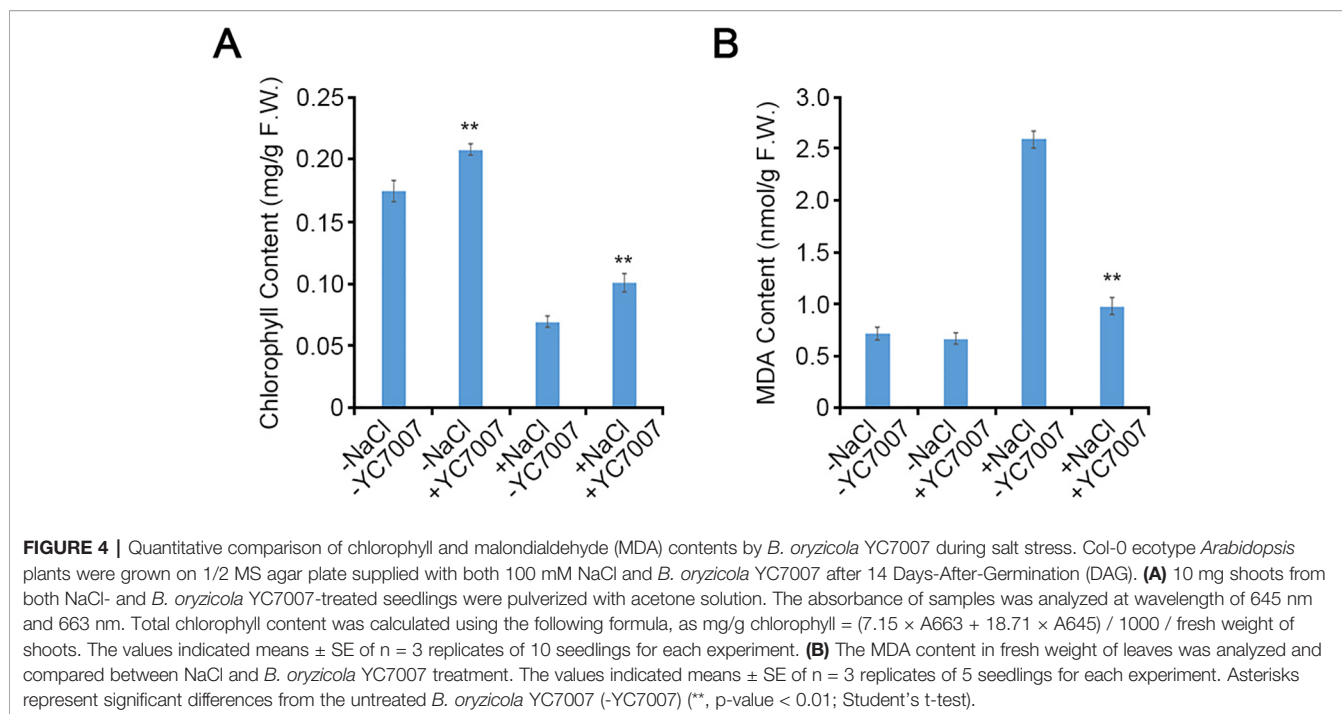 A
Chlorophyll Content (mg/g F.W.)
0.25
0.20
0.15
0.10
0.05
0
**
**
-NaCl
-YC7007
-NaCl
+YC7007
+NaCl
-YC7007
+NaCl
+YC7007
B
MDA Content (nmol/g F.W.)
3.0
2.5
2.0
1.5
1.0
0.5
0
**
-NaCl
-YC7007
-NaCl
+YC7007
+NaCl
-YC7007
+NaCl
+YC7007
FIGURE 4 | Quantitative comparison of chlorophyll and malondialdehyde (MDA) contents by B. oryzicola YC7007 during salt stress. Col-0 ecotype Arabidopsis
plants were grown on 1/2 MS agar plate supplied with both 100 mM NaCl and B. oryzicola YC7007 after 14 Days-After-Germination (DAG). (A) 10 mg shoots from
both NaCl- and B. oryzicola YC7007-treated seedlings were pulverized with acetone solution. The absorbance of samples was analyzed at wavelength of 645 nm
and 663 nm. Total chlorophyll content was calculated using the following formula, as mg/g chlorophyll = (7.15 × A663 + 18.71 × A645) / 1000 / fresh weight of
shoots. The values indicated means ± SE of n = 3 replicates of 10 seedlings for each experiment. (B) The MDA content in fresh weight of leaves was analyzed and
compared between NaCl and B. oryzicola YC7007 treatment. The values indicated means ± SE of n = 3 replicates of 5 seedlings for each experiment. Asterisks
represent significant differences from the untreated B. oryzicola YC7007 (-YC7007) (**, p-value < 0.01; Student's t-test).